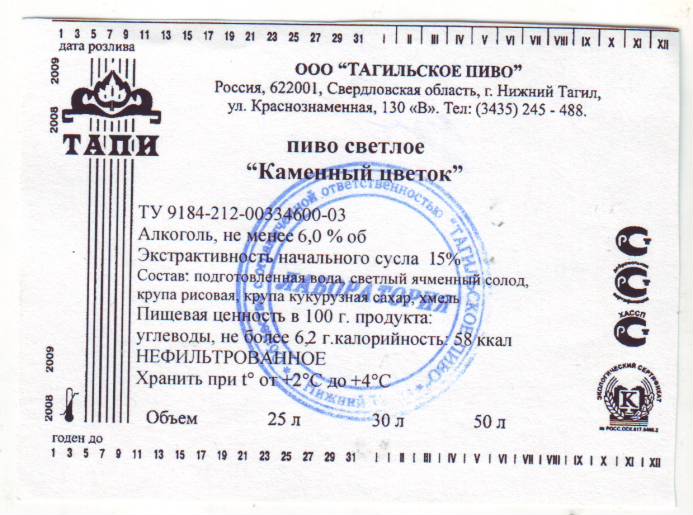 1 3 5 7 9 11 13 15 17 19 21 23 25 27 29 31 I II III IV V VI VII VIII IX X XI XII
дата розлива
2009
2008
ТАПИ
ООО “ТАГИЛЬСКОЕ ПИВО”
Россия, 622001, Свердловская область, г. Нижний Тагил,
ул. Краснознаменная, 130 «В». Тел: (3435) 245 - 488.
пиво светлое
“Каменный цветок”
ТУ 9184-212-00334600-03
Алкоголь, не менее 6,0 % об
Экстрактивность начального сусла 15%
Состав: подготовленная вода, светлый ячменный солод,
крупа рисовая, крупа кукурузная сахар, хмель
Пищевая ценность в 100 г. продукта:
углеводы, не более 6,2 г.калорийность: 58 ккал
НЕФИЛЬТРОВАННОЕ
Хранить при t° от +2°С до +4°С
Объем 25 л 30 л 50 л
ЛАБОРАТОРИЯ
ответственностью "ТАГИЛЬСКОЕ ПИВО"
Нижний
ХАССП
ЭКОЛОГИЧЕСКИЙ СЕРТИФИКАТ
К
2009
2008
годен до
1 3 5 7 9 11 13 15 17 19 21 23 25 27 29 31 I II III IV V VI VII VIII IX X XI XII